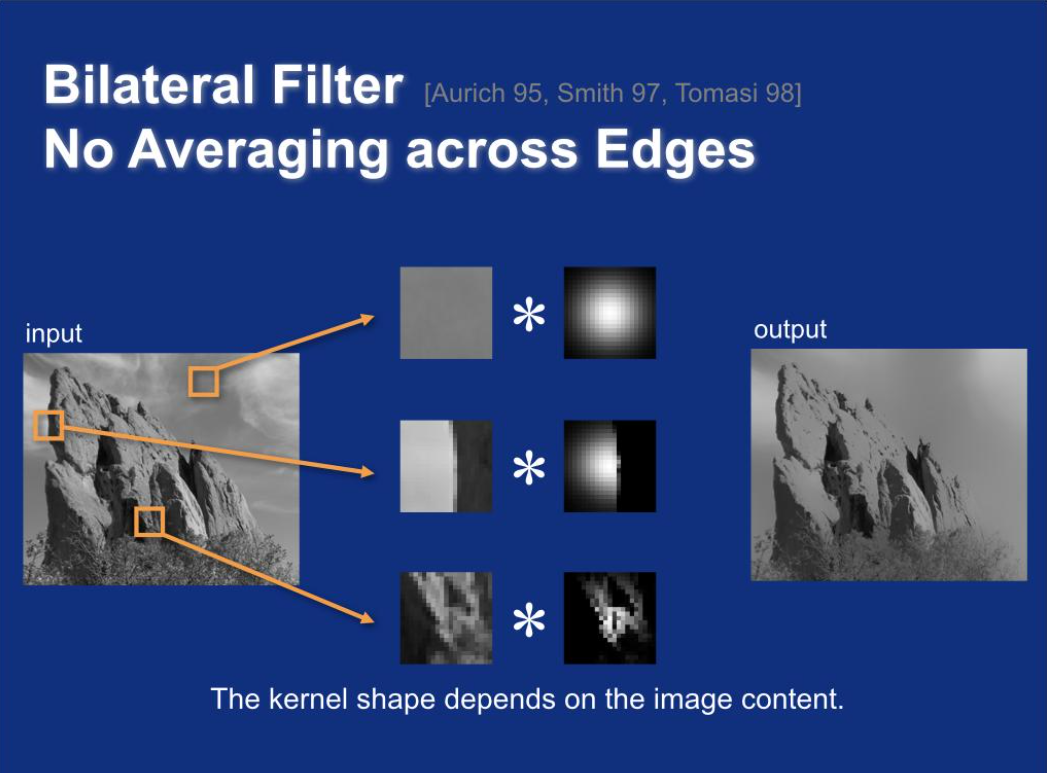 Bilateral Filter [Aurich 95, Smith 97, Tomasi 98]
No Averaging across Edges
input
*
output
*
*
The kernel shape depends on the image content.